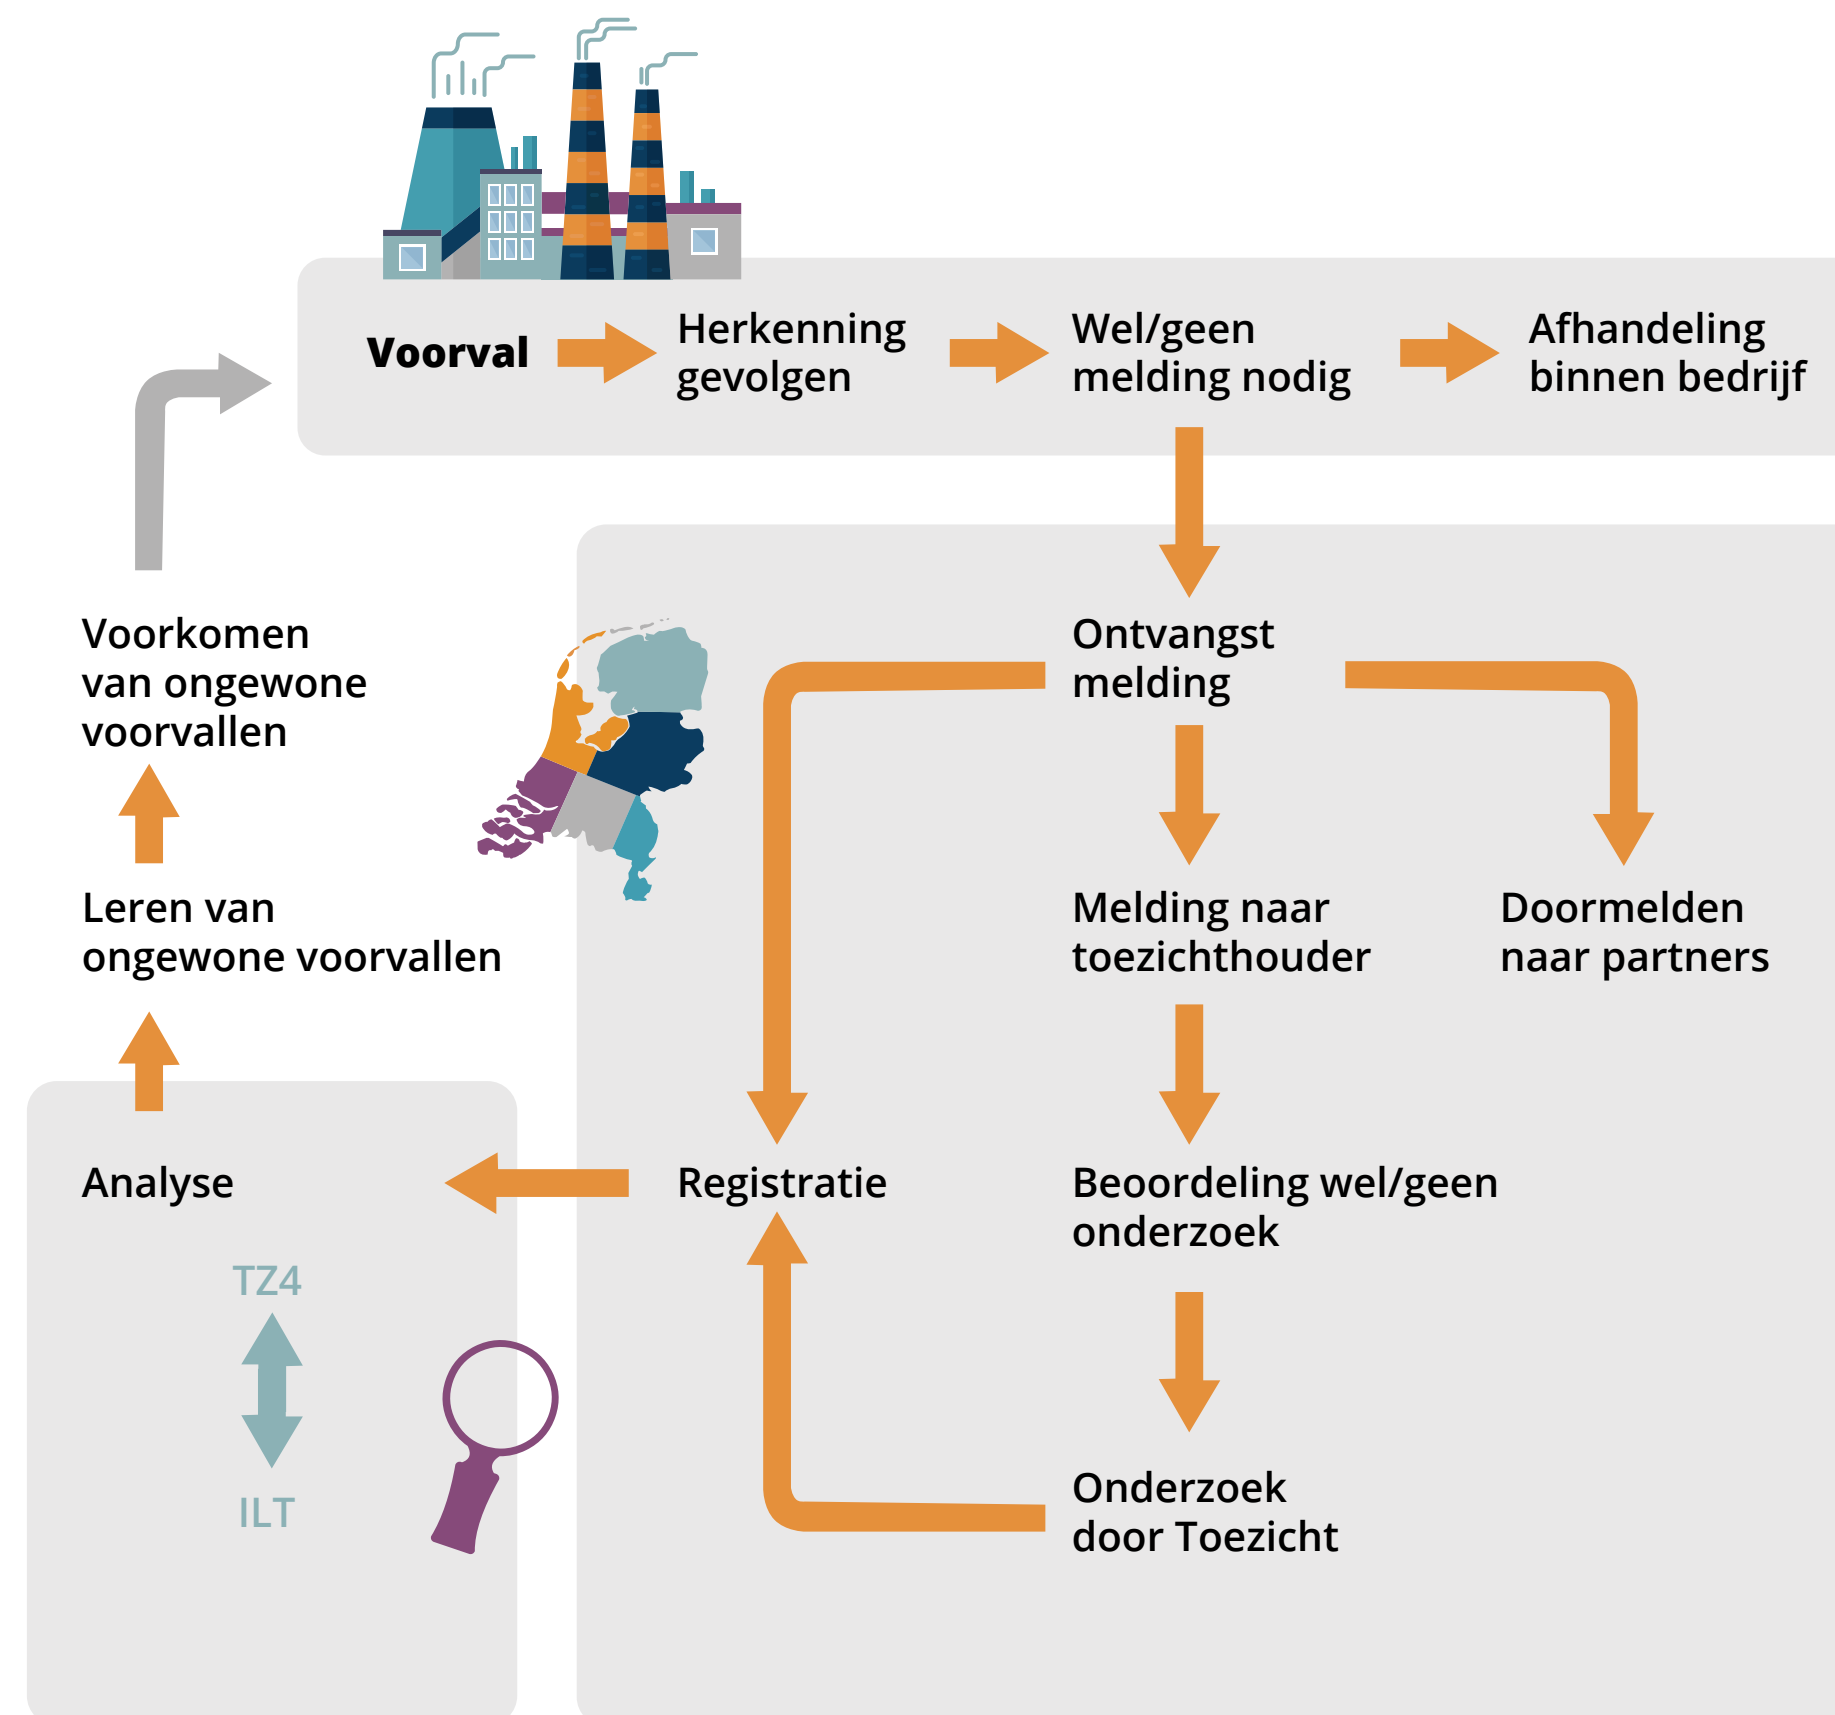 Voorval
Herkenning
gevolgen
Wel/geen
melding nodig
Afhandeling
binnen bedrijf
Voorkomen
van ongewone
voorvallen
Ontvangst
melding
Leren van
ongewone voorvallen
Melding naar
toezichthouder
Doormelden
naar partners
Analyse
Registratie
Beoordeling wel/geen
onderzoek
TZ4
ILT
Onderzoek
door Toezicht